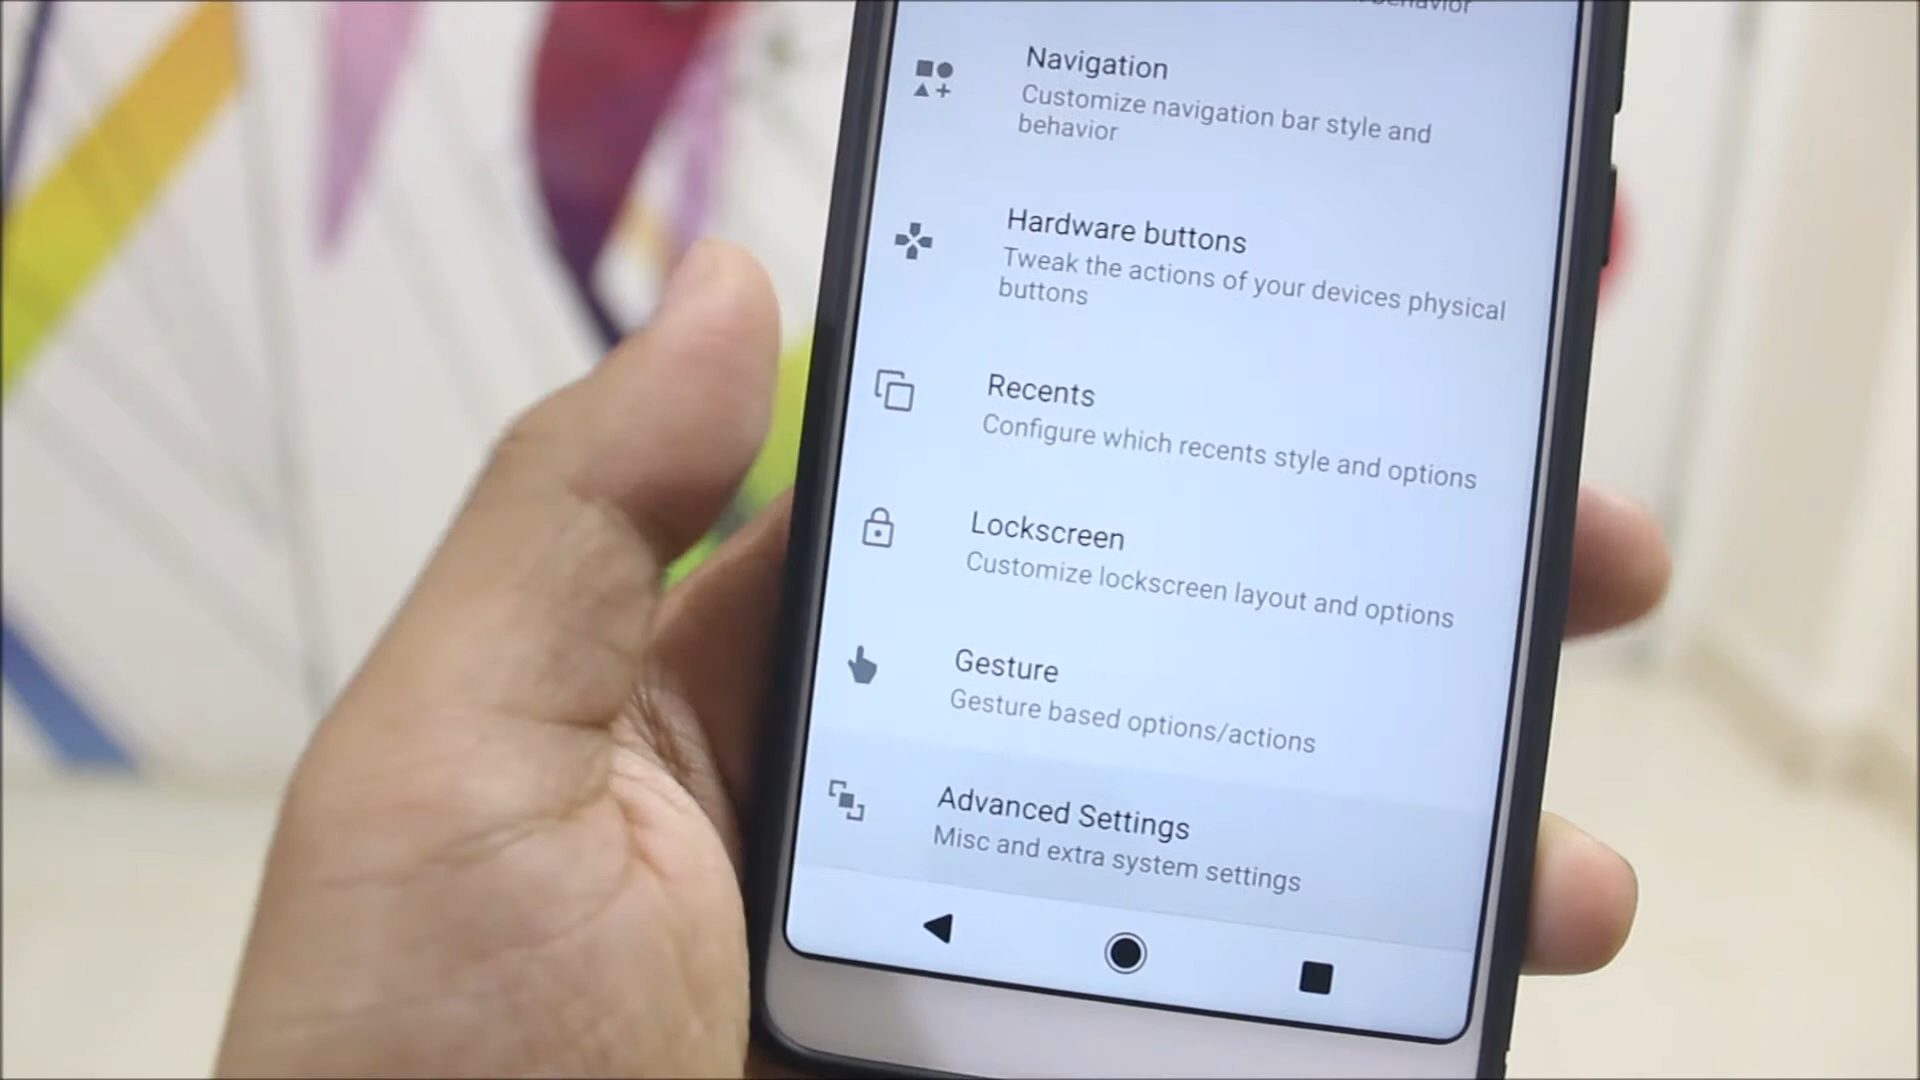 behavior
Navigation
Customize navigation bar style and
behavior
Hardware buttons
Tweak the actions of your devices physical
buttons
Recents
Configure which recents style and options
Lockscreen
Customize lockscreen layout and options
Gesture
Gesture based options/actions
Advanced Settings
Misc and extra system settings